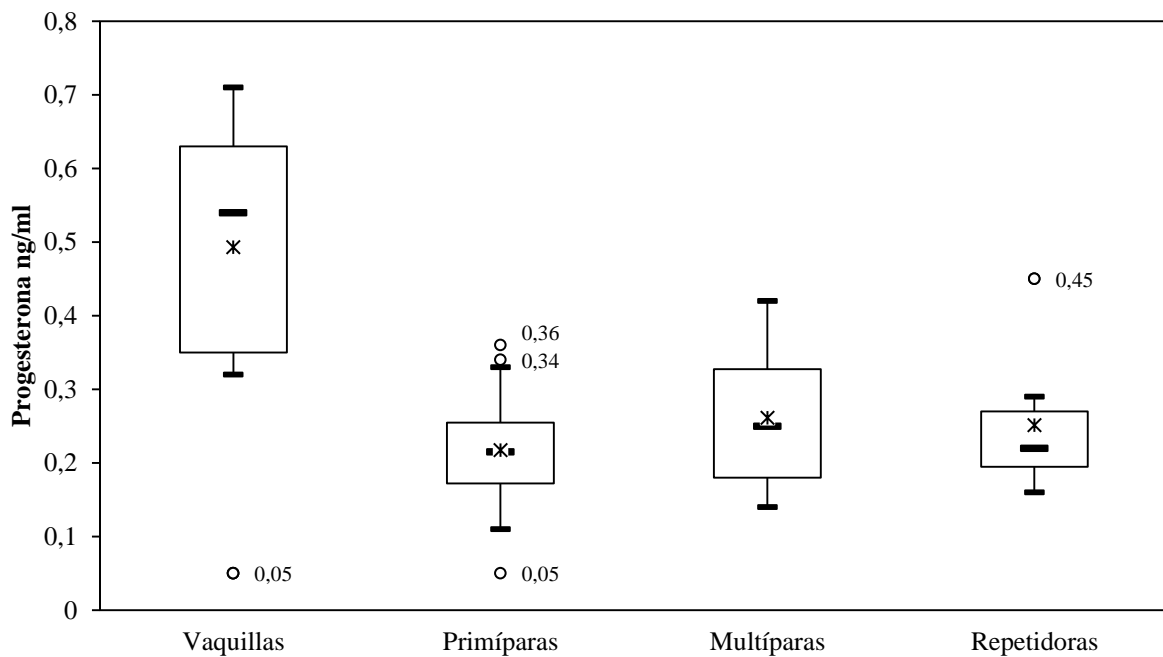 0,8
0,7
0,6
0,5
0,4
0,3
0,2
0,1
0
Progesterona ng/ml
0,05
0,36
0,34
0,05
0,45
Vaquillas
Primíparas
Multíparas
Repetidoras